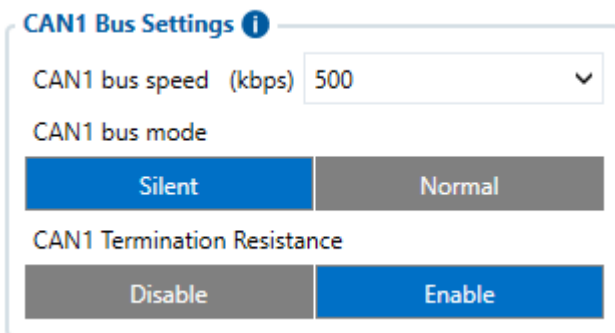 CAN1 Bus Settings i
CAN1 bus speed (kbps) 500
CAN1 bus mode
Silent Normal
CAN1 Termination Resistance
Disable Enable